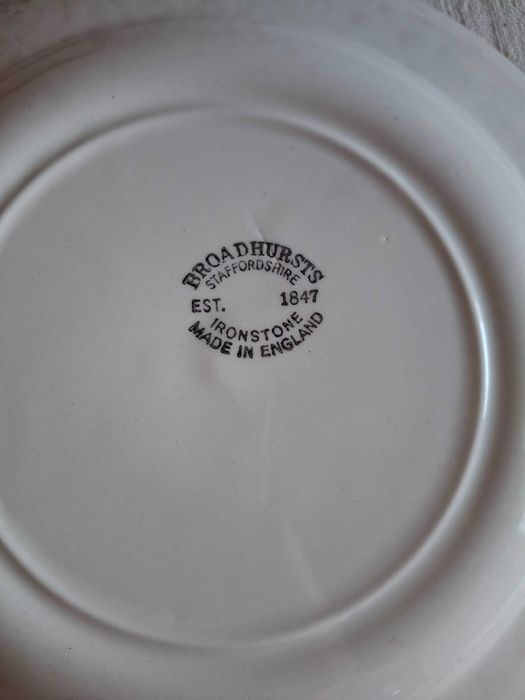 BROADHURSTS
STAFFORDSHIRE
EST. 1847
IRONSTONE
MADE IN ENGLAND